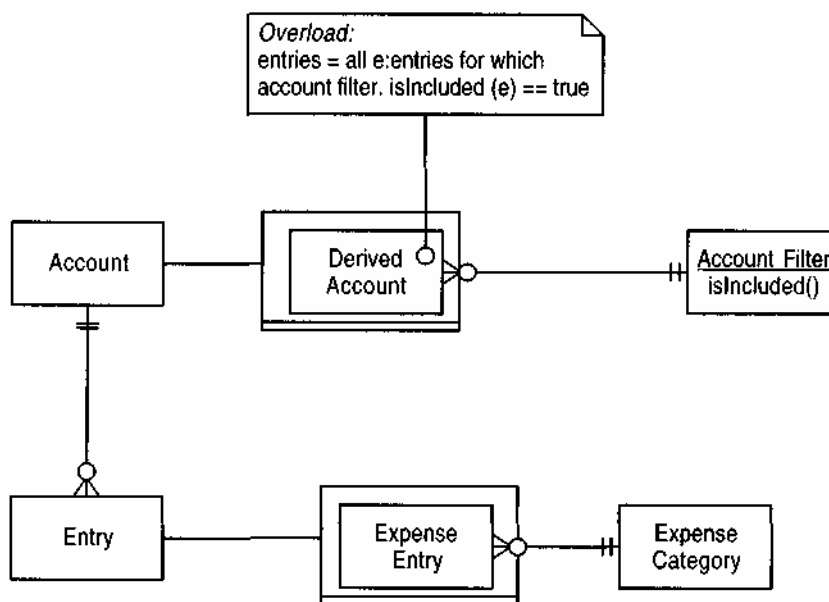 Overload:
entries = all e:entries for which
account filter. isIncluded (e) == true
Account
Derived
Account
Account Filter
isIncluded()
Entry
Expense
Entry
Expense
Category